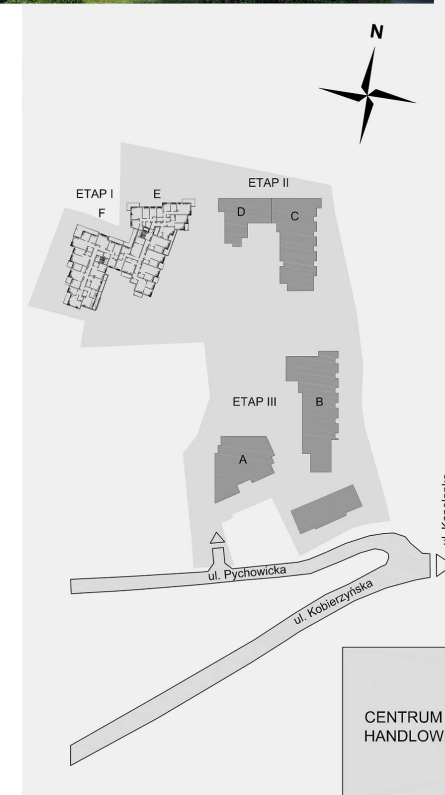 N
ETAP I
E
F
ETAP II
D
C
ETAP III
B
A
ul. Pychowicka
ul. Kobierzyńska
CENTRUM
HANDLOW